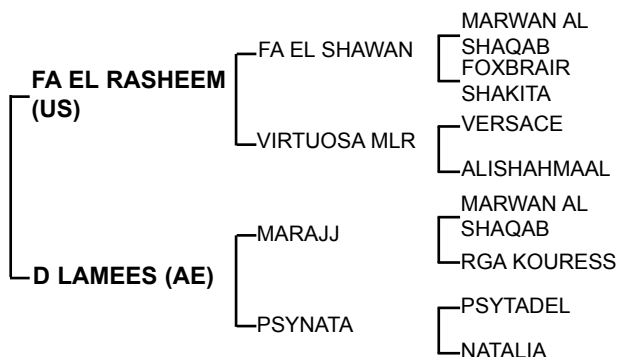 MARWAN AL
SHAQAB
FA EL SHAWAN
FOXBRAIR
SHAKITA
FA EL RASHEEM
(US)
VERSACE
VIRTUOSA MLR
ALISHAHMAAL
MARWAN AL
SHAQAB
MARAJJ
RGA KOURESS
D LAMEES (AE)
PSYTADEL
PSYNATA
NATALIA